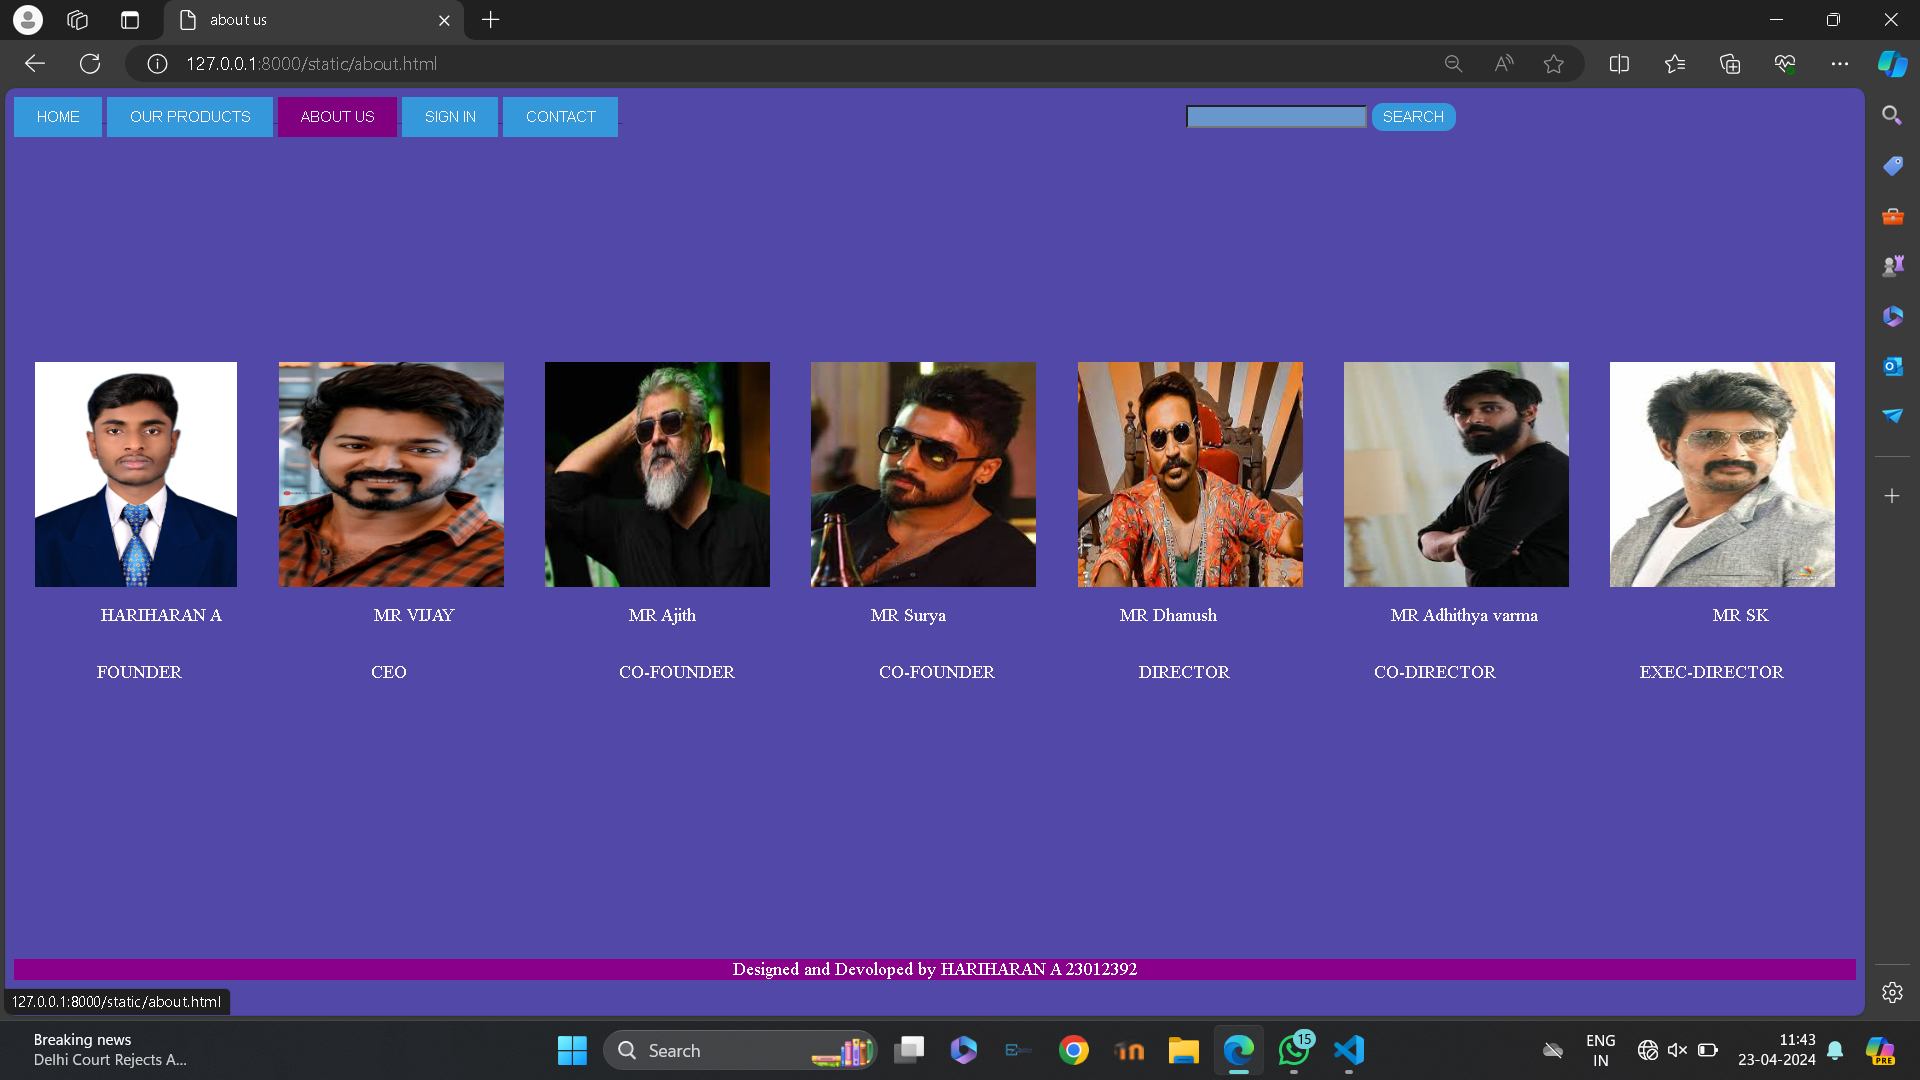 about us
127.0.0.1:8000/static/about.html
HOME OUR PRODUCTS ABOUT US SIGN IN CONTACT SEARCH
HARIHARAN A MR VIJAY MR Ajith MR Surya MR Dhanush MR Adhithya varma MR SK
FOUNDER CEO CO-FOUNDER CO-FOUNDER DIRECTOR CO-DIRECTOR EXEC-DIRECTOR
Designed and Devoloped by HARIHARAN A 23012392
127.0.0.1:8000/static/about.html
Breaking news
Delhi Court Rejects A...
Search
15
ENG
IN
11:43
23-04-2024
PRE